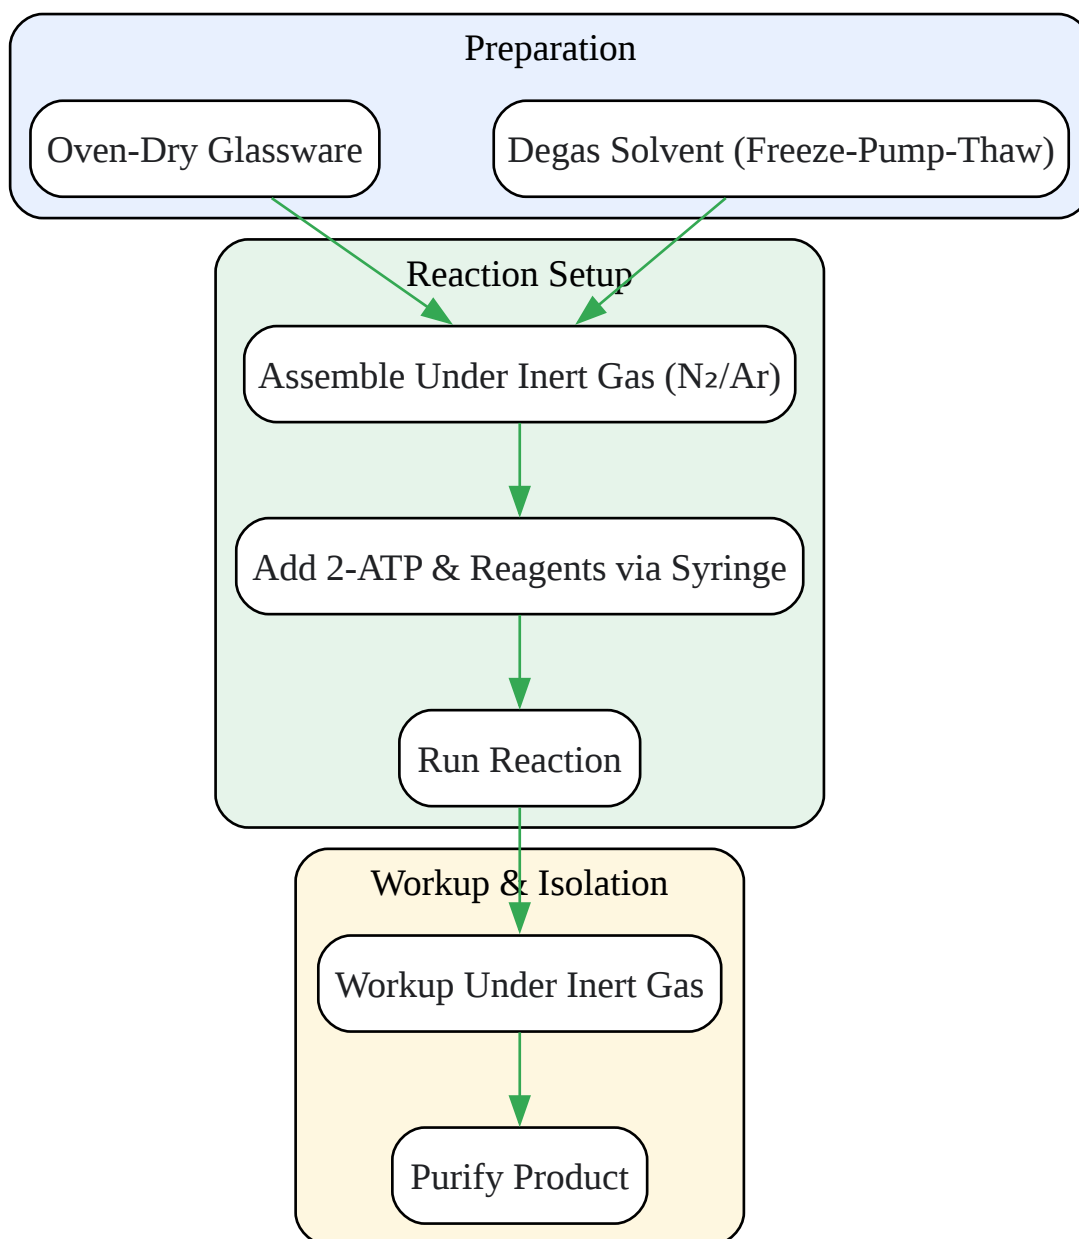 Preparation
Oven-Dry Glassware
Degas Solvent (Freeze-Pump-Thaw)
Reaction Setup
Assemble Under Inert Gas (N₂/Ar)
Add 2-ATP & Reagents via Syringe
Run Reaction
Workup & Isolation
Workup Under Inert Gas
Purify Product